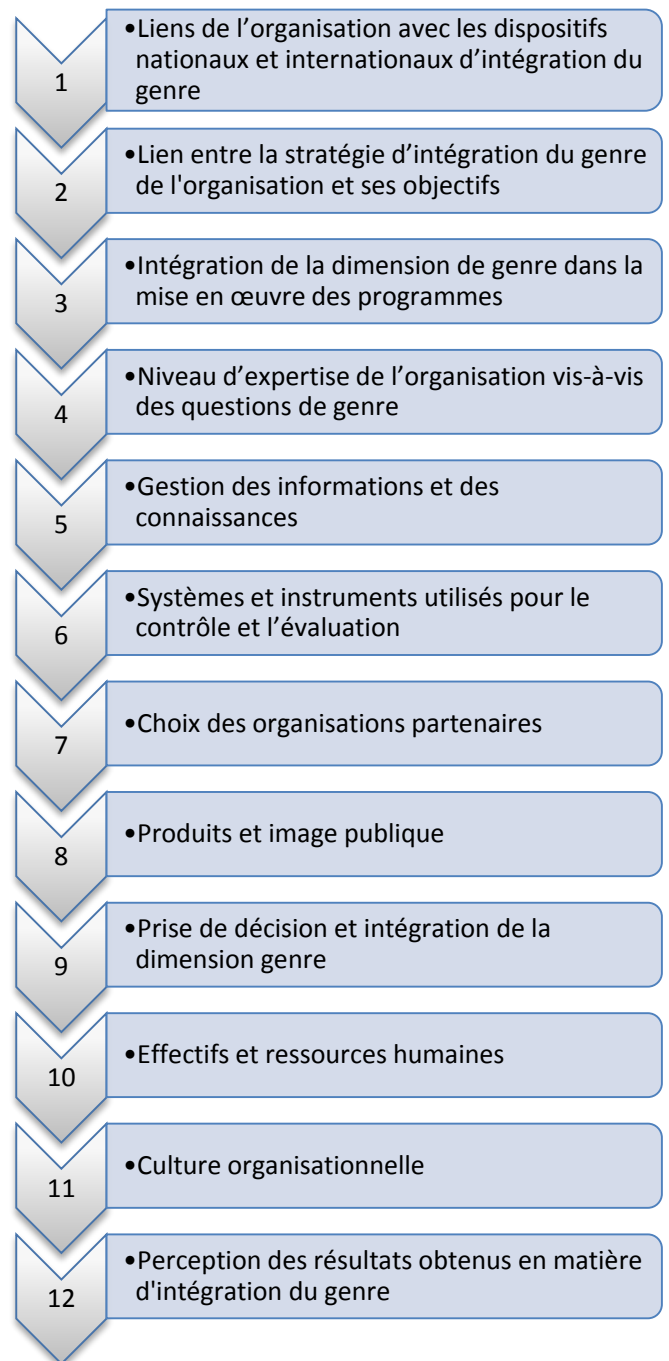 1
•Liens de l’organisation avec les dispositifs
nationaux et internationaux d’intégration du
genre
2
•Lien entre la stratégie d’intégration du genre
de l'organisation et ses objectifs
3
•Intégration de la dimension de genre dans la
mise en œuvre des programmes
4
•Niveau d’expertise de l’organisation vis-à-vis
des questions de genre
5
•Gestion des informations et des
connaissances
6
•Systèmes et instruments utilisés pour le
contrôle et l’évaluation
7
•Choix des organisations partenaires
8
•Produits et image publique
9
•Prise de décision et intégration de la
dimension genre
10
•Effectifs et ressources humaines
11
•Culture organisationnelle
12
•Perception des résultats obtenus en matière
d'intégration du genre